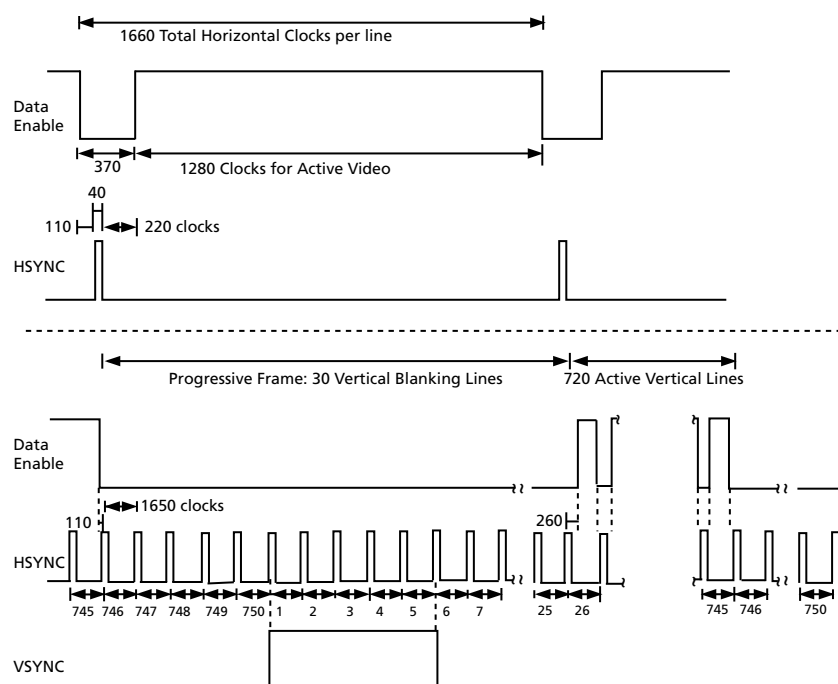 1660 Total Horizontal Clocks per line
Data
Enable
370
1280 Clocks for Active Video
40
110
220 clocks
HSYNC
Progressive Frame: 30 Vertical Blanking Lines
720 Active Vertical Lines
Data
Enable
1650 clocks
110
260
HSYNC
745 746 747 748 749 750 1 2 3 4 5 6 7 25 26 745 746 750
VSYNC